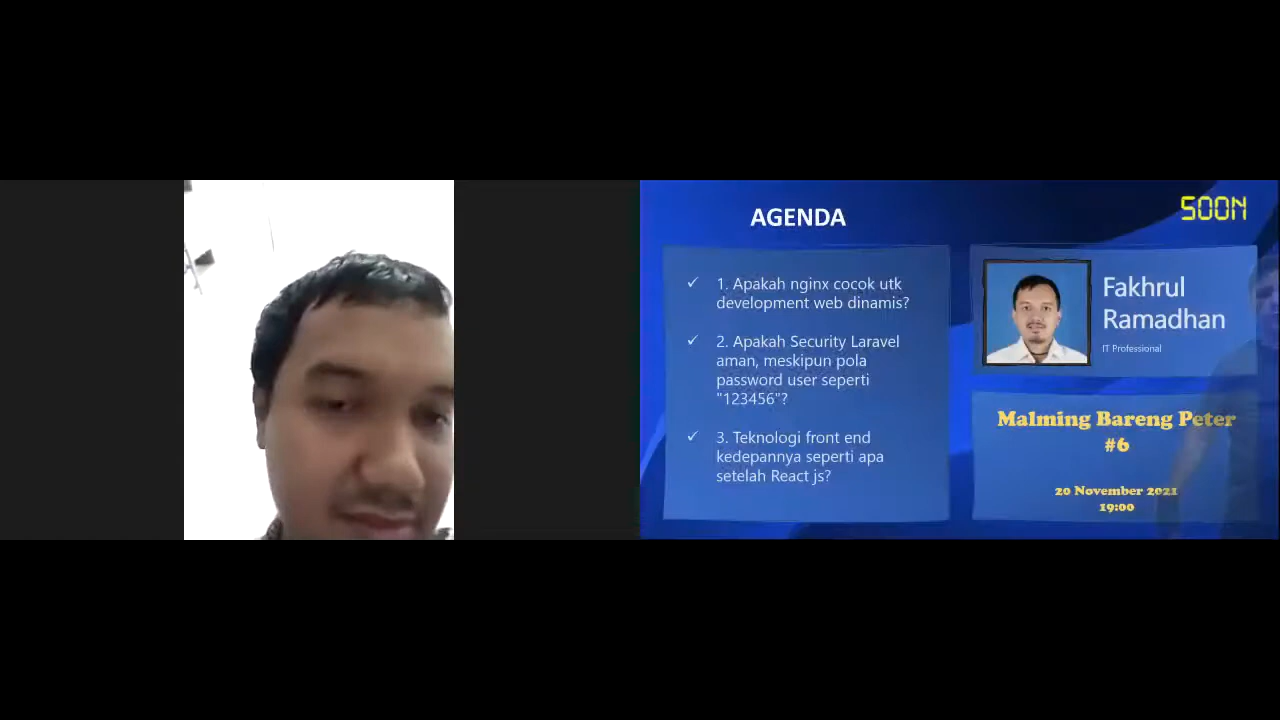 AGENDA
SOON
1. Apakah nginx cocok utk
development web dinamis?
2. Apakah Security Laravel
aman, meskipun pola
password user seperti
"123456"?
3. Teknologi front end
kedepannya seperti apa
setelah React js?
Fakhrul
Ramadhan
IT Professional
Malming Bareng Peter
#6
20 November 2021
19:00